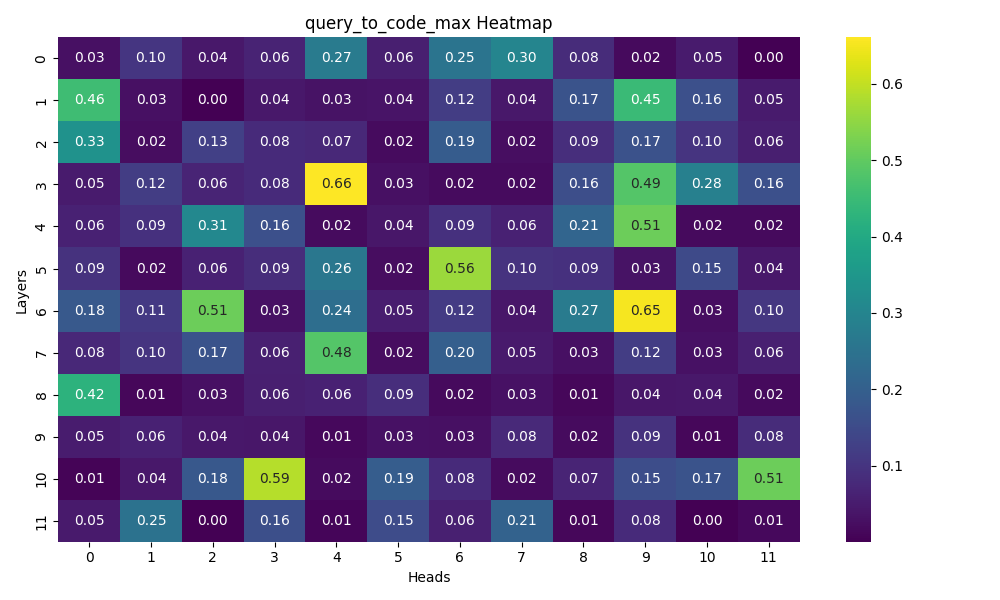 query_to_code_max Heatmap
0 0.03 0.10 0.04 0.06 0.27 0.06 0.25 0.30 0.08 0.02 0.05 0.00
1 0.46 0.03 0.00 0.04 0.03 0.04 0.12 0.04 0.17 0.45 0.16 0.05
2 0.33 0.02 0.13 0.08 0.07 0.02 0.19 0.02 0.09 0.17 0.10 0.06
3 0.05 0.12 0.06 0.08 0.66 0.03 0.02 0.02 0.16 0.49 0.28 0.16
4 0.06 0.09 0.31 0.16 0.02 0.04 0.09 0.06 0.21 0.51 0.02 0.02
5 0.09 0.02 0.06 0.09 0.26 0.02 0.56 0.10 0.09 0.03 0.15 0.04
6 0.18 0.11 0.51 0.03 0.24 0.05 0.12 0.04 0.27 0.65 0.03 0.10
7 0.08 0.10 0.17 0.06 0.48 0.02 0.20 0.05 0.03 0.12 0.03 0.06
8 0.42 0.01 0.03 0.06 0.06 0.09 0.02 0.03 0.01 0.04 0.04 0.02
9 0.05 0.06 0.04 0.04 0.01 0.03 0.03 0.08 0.02 0.09 0.01 0.08
10 0.01 0.04 0.18 0.59 0.02 0.19 0.08 0.02 0.07 0.15 0.17 0.51
11 0.05 0.25 0.00 0.16 0.01 0.15 0.06 0.21 0.01 0.08 0.00 0.01
0 1 2 3 4 5 6 7 8 9 10 11
Heads
Layers
0.6
0.5
0.4
0.3
0.2
0.1